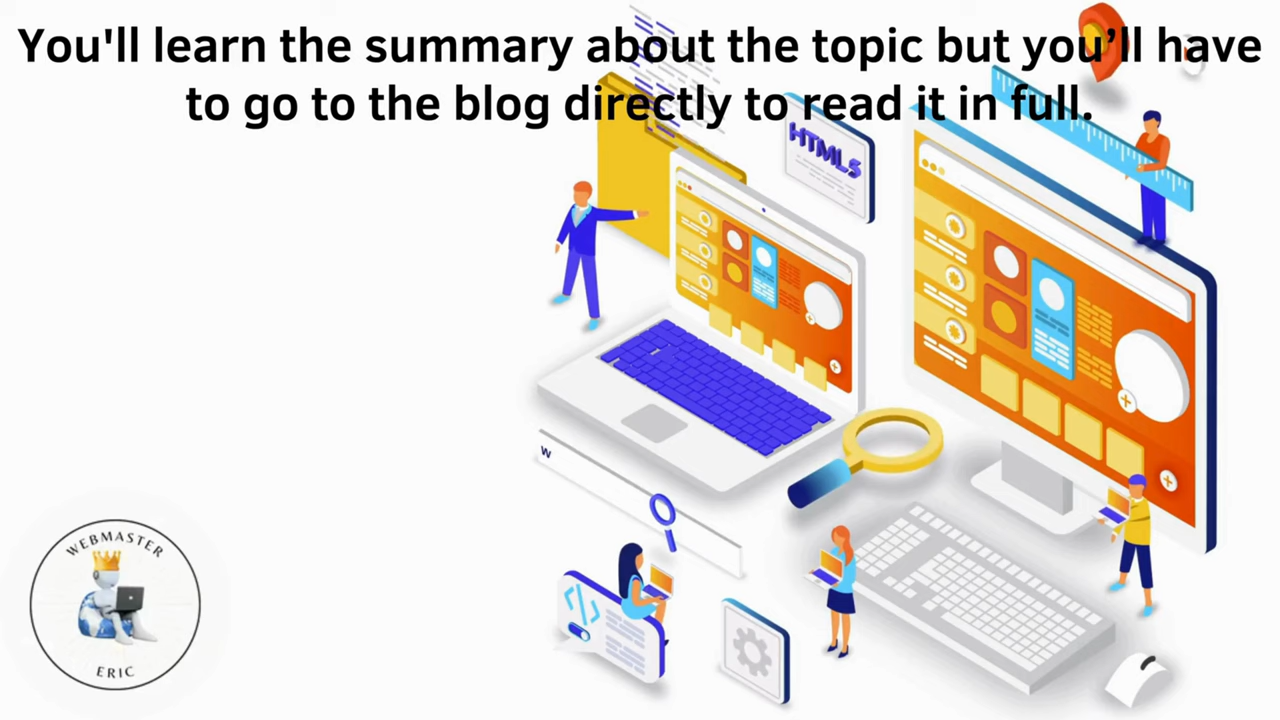 You'll learn the summary about the topic but you’ll have
to go to the blog directly to read it in full.
HTML5
W
</>
WEBMASTER
ERIC